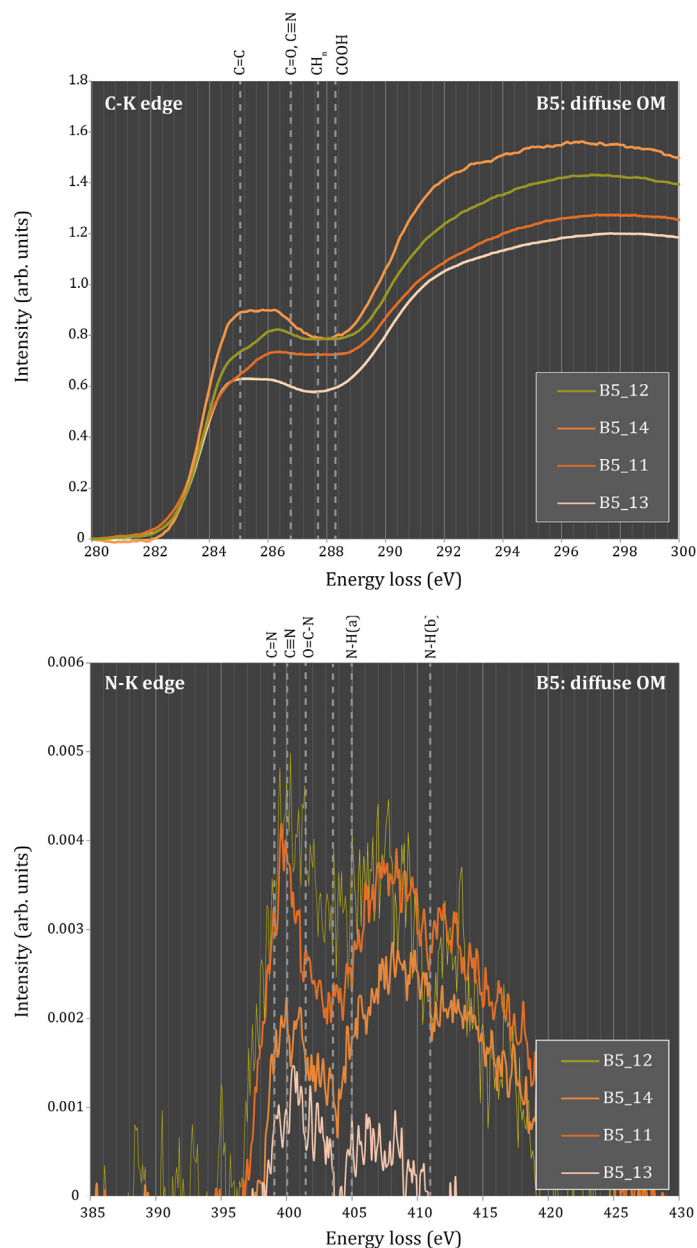 C=C
C=O, C≡N
CHn
COOH
C-K edge
B5: diffuse OM
1.8
1.6
1.4
1.2
1.0
0.8
0.6
0.4
0.2
0
Intensity (arb. units)
B5_12
B5_14
B5_11
B5_13
280 282 284 286 288 290 292 294 296 298 300
Energy loss (eV)
C=N
C≡N
O=C-N
N-H(a)
N-H(b)
N-K edge
B5: diffuse OM
0.006
0.005
0.004
0.003
0.002
0.001
0
Intensity (arb. units)
B5_12
B5_14
B5_11
B5_13
385 390 395 400 405 410 415 420 425 430
Energy loss (eV)